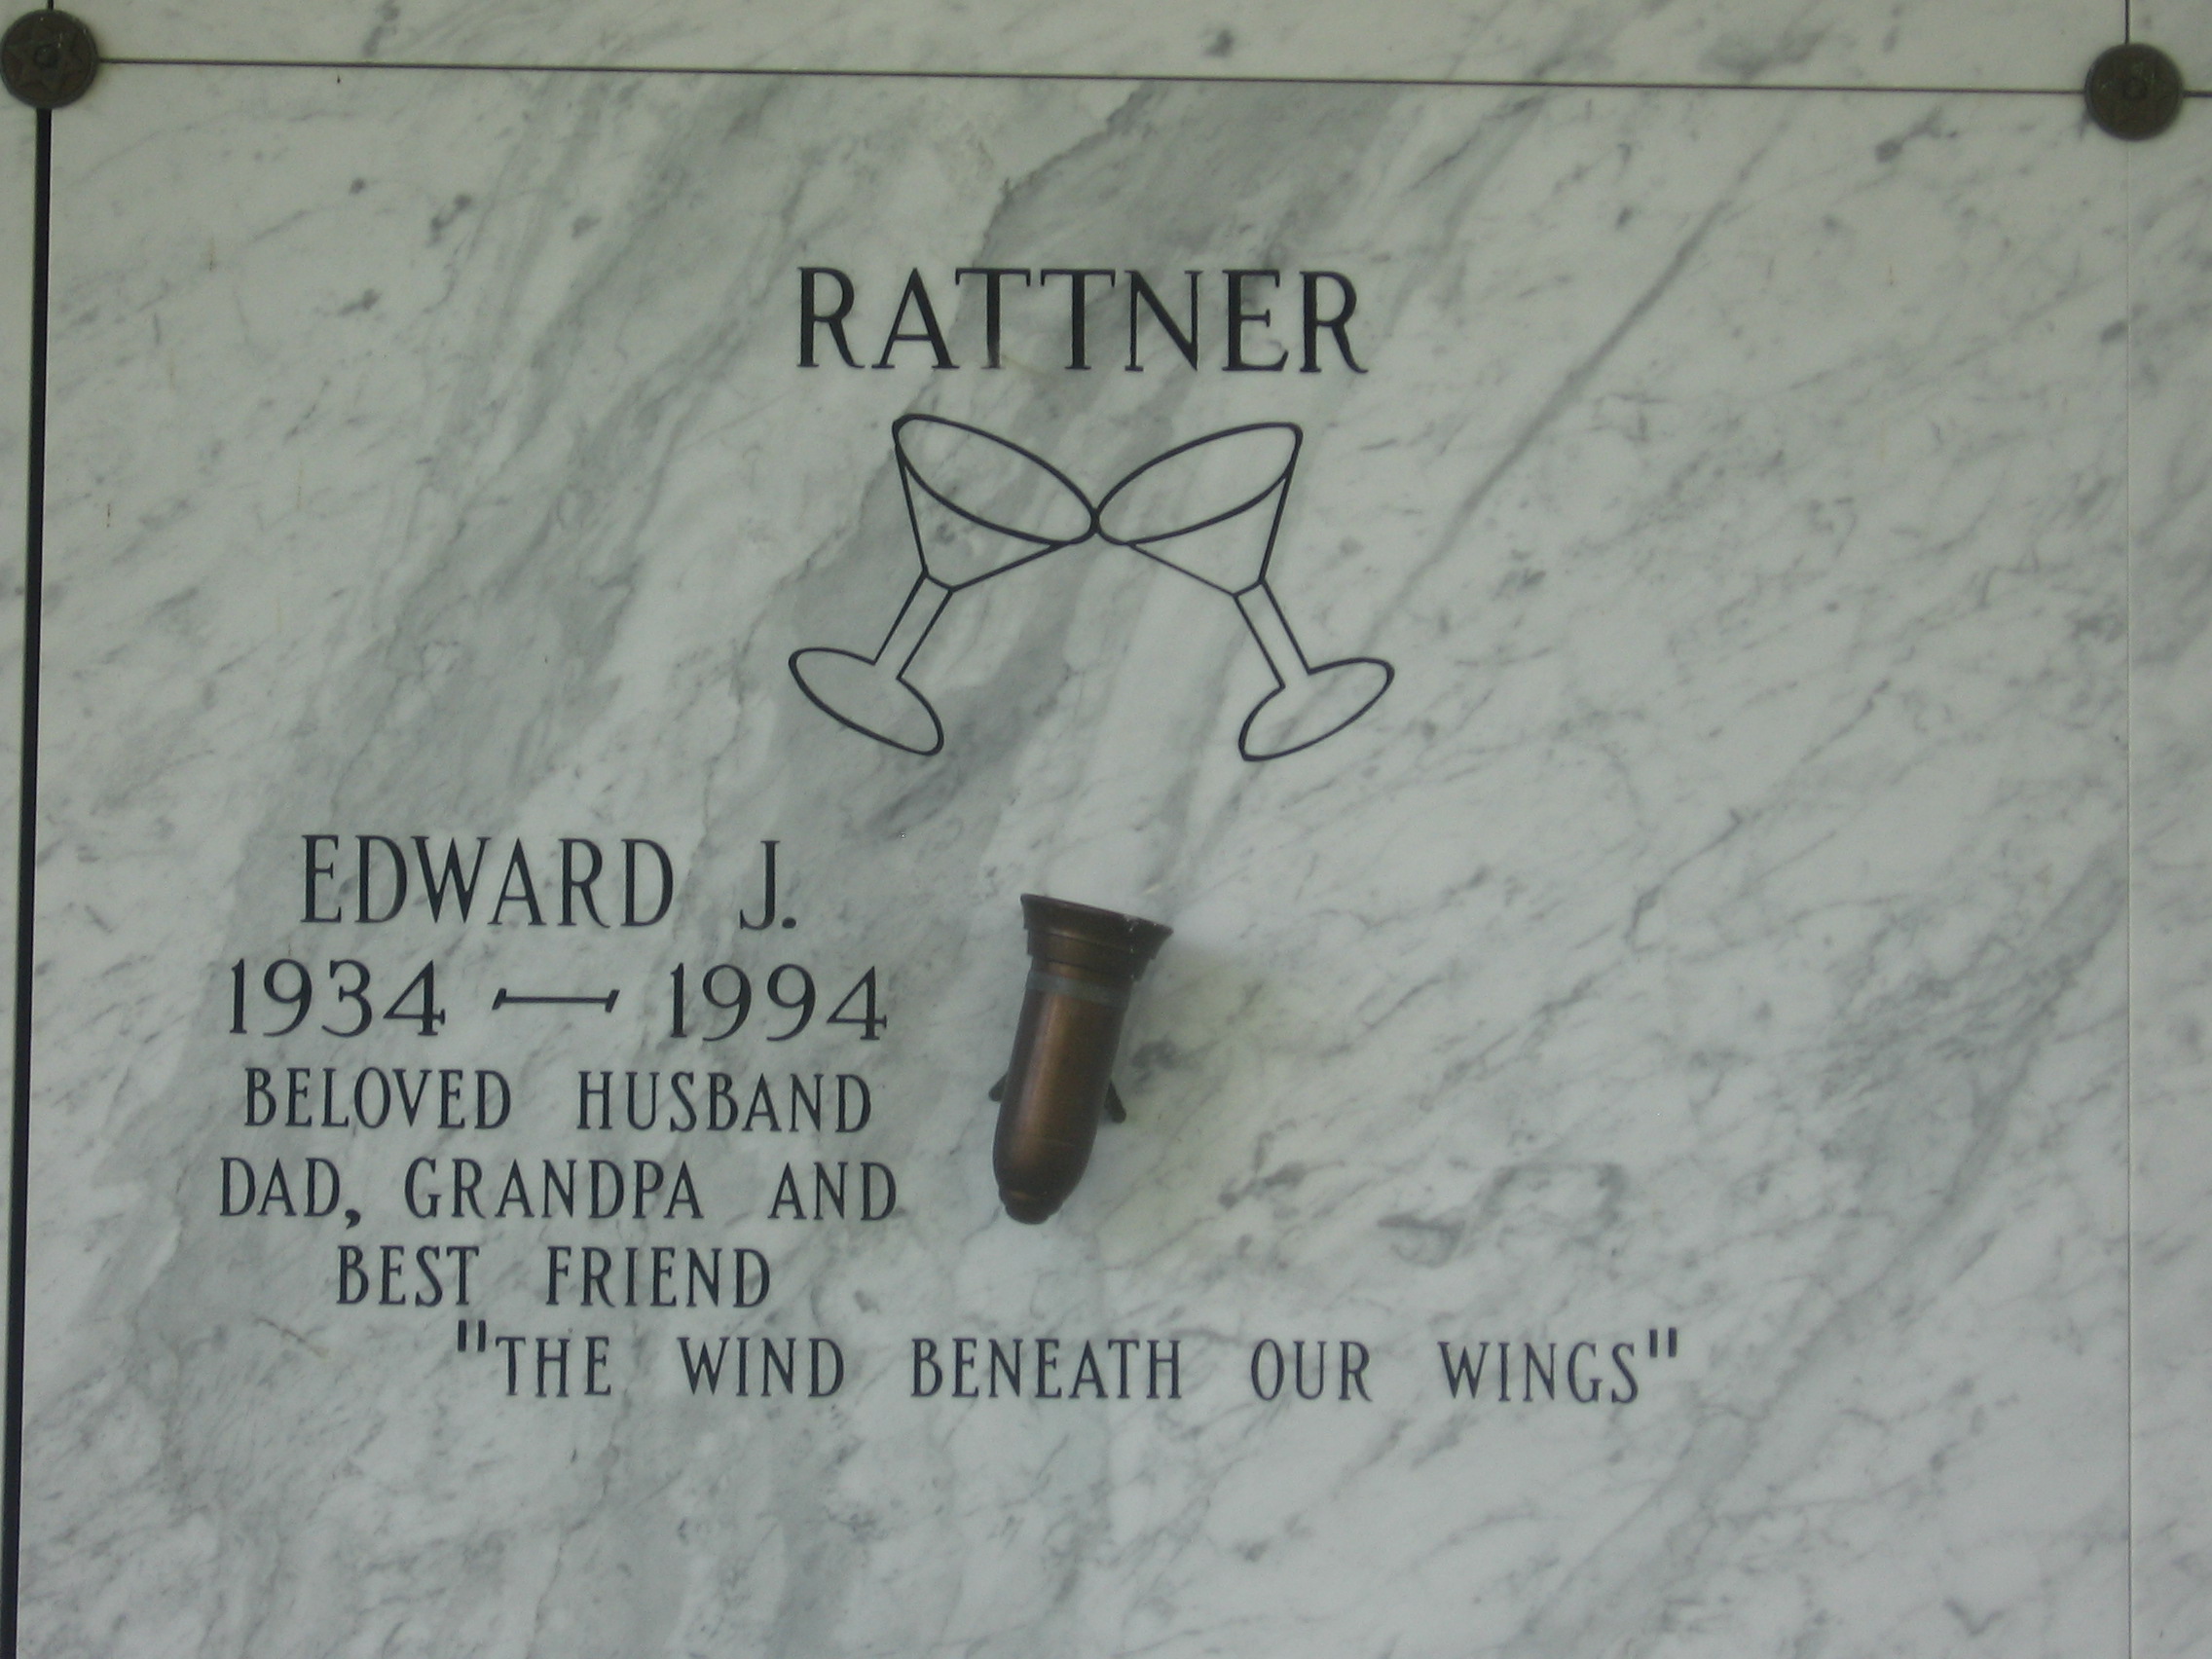 RATTNER
EDWARD J.
1934 — 1994
BELOVED HUSBAND
DAD, GRANDPA AND
BEST FRIEND
"THE WIND BENEATH OUR WINGS"